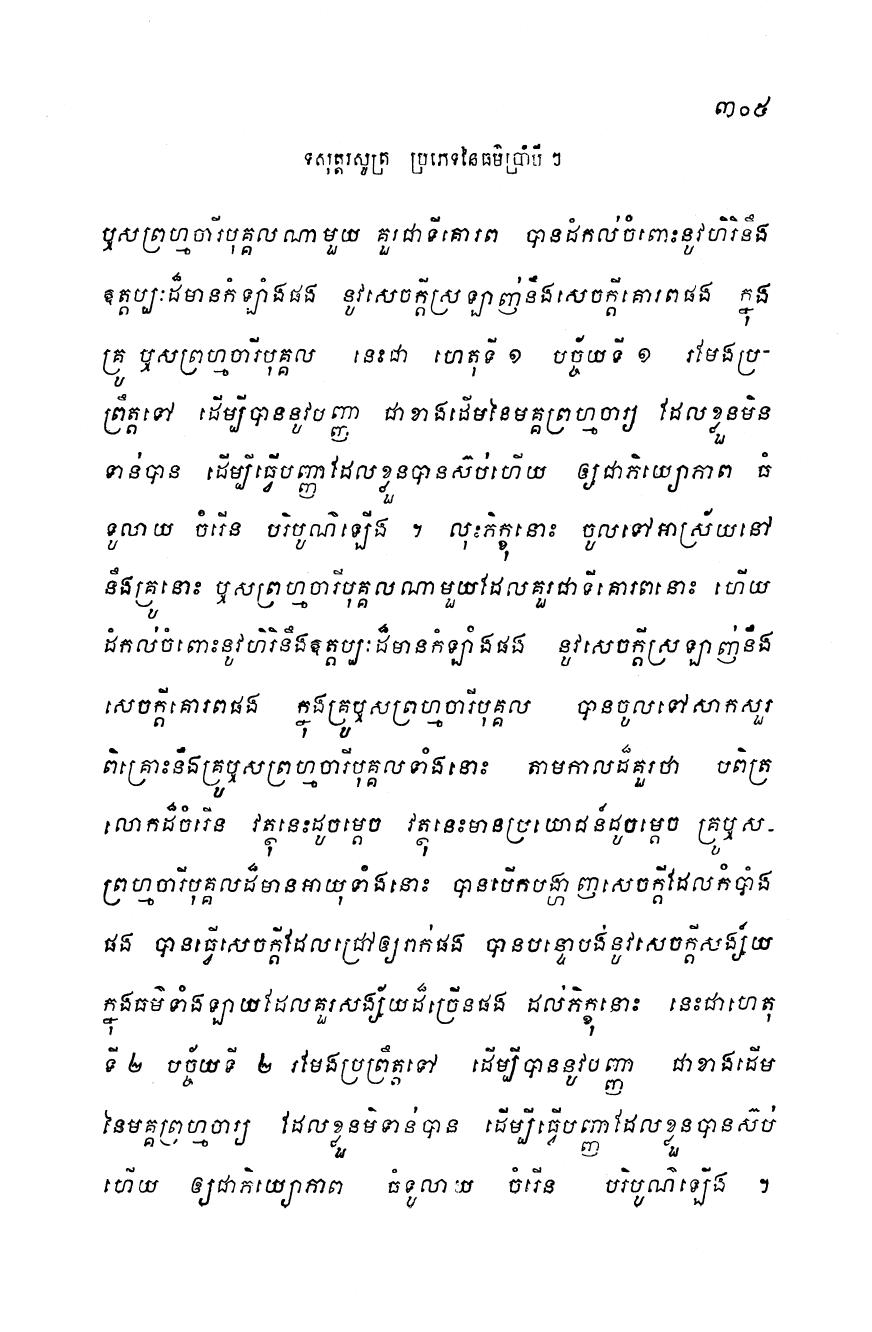 ៣០៥
ទសុត្តរសូត្រ ប្រភេទនៃធម៌ប្រាំបី ៗ
ឬសព្រហ្មចារីបុគ្គលណាមួយ គួរជាទីគោរព បានដំកល់ចំពោះនូវហិរិនឹង
ឧត្តប្បៈដ៏មានកំឡាំងផង នូវសេចក្តីស្រឡាញ់នឹងសេចក្តីគោរពផង ក្នុង
គ្រូ ឬសព្រហ្មចារីបុគ្គល នេះជា ហេតុទី ១ បច្ច័យទី ១ រមែងប្រ-
ព្រឹត្តទៅ ដើម្បីបាននូវបញ្ញា ជាខាងដើមនៃមគ្គព្រហ្មចារ្យ ដែលខ្លួនមិន
ទាន់បាន ដើម្បីធ្វើបញ្ញាដែលខ្លួនបានស៊ប់ហើយ ឲ្យជាភិយ្យោភាព ធំ
ទូលាយ ចំរើន បរិបូណ៌ឡើង ។ លុះភិក្ខុនោះ ចូលទៅអាស្រ័យនៅ
នឹងគ្រូនោះ ឬសព្រហ្មចារីបុគ្គលណាមួយដែលគួរជាទីគោរពនោះ ហើយ
ដំកល់ចំពោះនូវហិរិនឹងឧត្តប្បៈដ៏មានកំឡាំងផង នូវសេចក្តីស្រឡាញ់នឹង
សេចក្តីគោរពផង ក្នុងគ្រូឬសព្រហ្មចារីបុគ្គល បានចូលទៅសាកសួរ
ពិគ្រោះនឹងគ្រូឬសព្រហ្មចារីបុគ្គលទាំងនោះ តាមកាលដ៏គួរថា បពិត្រ
លោកដ៏ចំរើន វត្ថុនេះដូចម្តេច វត្ថុនេះមានប្រយោជន៍ដូចម្តេច គ្រូឬស-
ព្រហ្មចារីបុគ្គលដ៏មានអាយុទាំងនោះ បានបើកបង្ហាញសេចក្តីដែលកំបាំង
ផង បានធ្វើសេចក្តីដែលជ្រៅឲ្យរាក់ផង បានបន្ទោបង់នូវសេចក្តីសង្ស័យ
ក្នុងធម៌ទាំងឡាយដែលគួរសង្ស័យដ៏ច្រើនផង ដល់ភិក្ខុនោះ នេះជាហេតុ
ទី ២ បច្ច័យទី ២ រមែងប្រព្រឹត្តទៅ ដើម្បីបាននូវបញ្ញា ជាខាងដើម
នៃមគ្គព្រហ្មចារ្យ ដែលខ្លួនមិទាន់បាន ដើម្បីធ្វើបញ្ញាដែលខ្លួនបានស៊ប់
ហើយ ឲ្យជាភិយ្យោភាព ធំទូលាយ ចំរើន បរិបូណ៌ឡើង ។